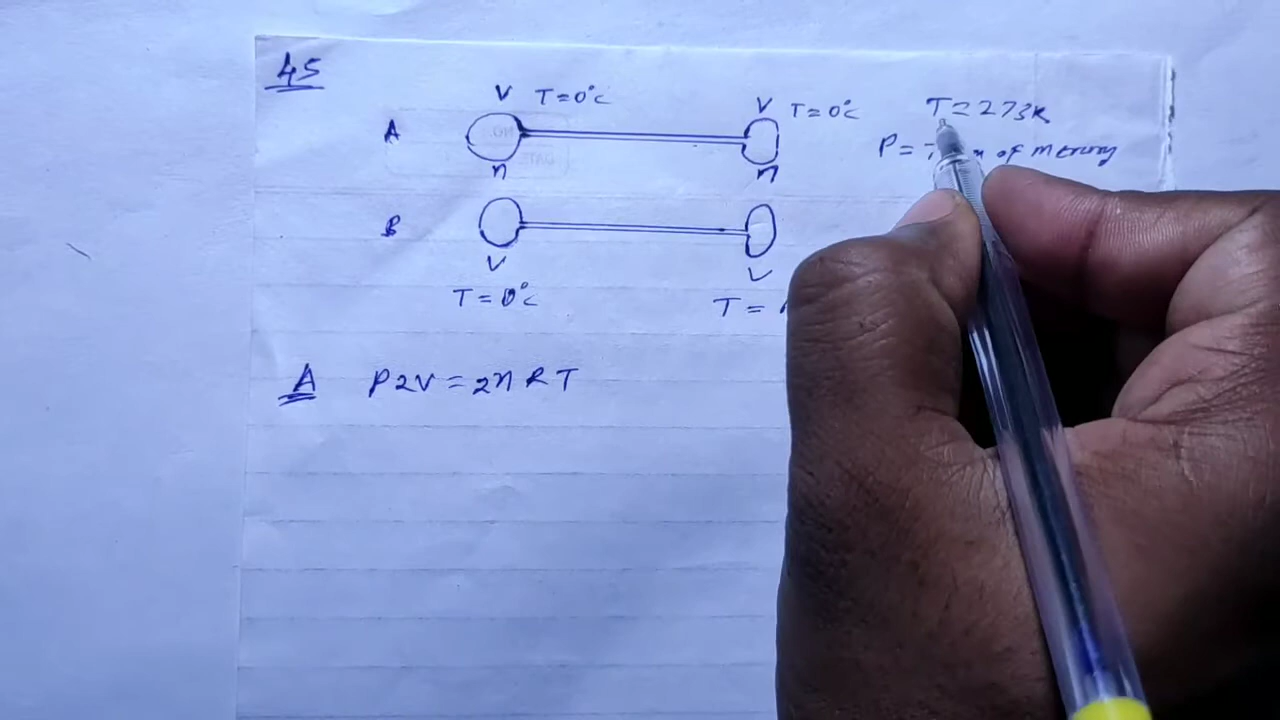 45
V T=0°C V T=0°C T=273K
A P= of mercury
n n
B
V V
T=0°C T=
A P2V=2nRT